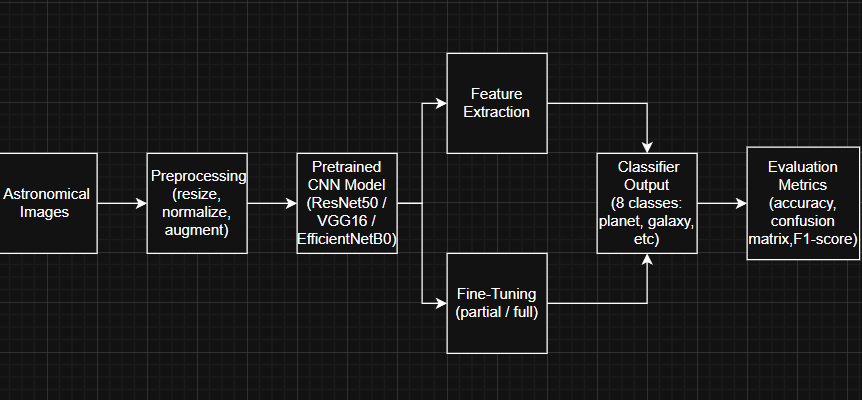 Astronomical
Images
Preprocessing
(resize,
normalize,
augment)
Pretrained
CNN Model
(ResNet50 /
VGG16 /
EfficientNetB0)
Feature
Extraction
Fine-Tuning
(partial / full)
Classifier
Output
(8 classes:
planet, galaxy,
etc)
Evaluation
Metrics
(accuracy,
confusion
matrix,F1-score)